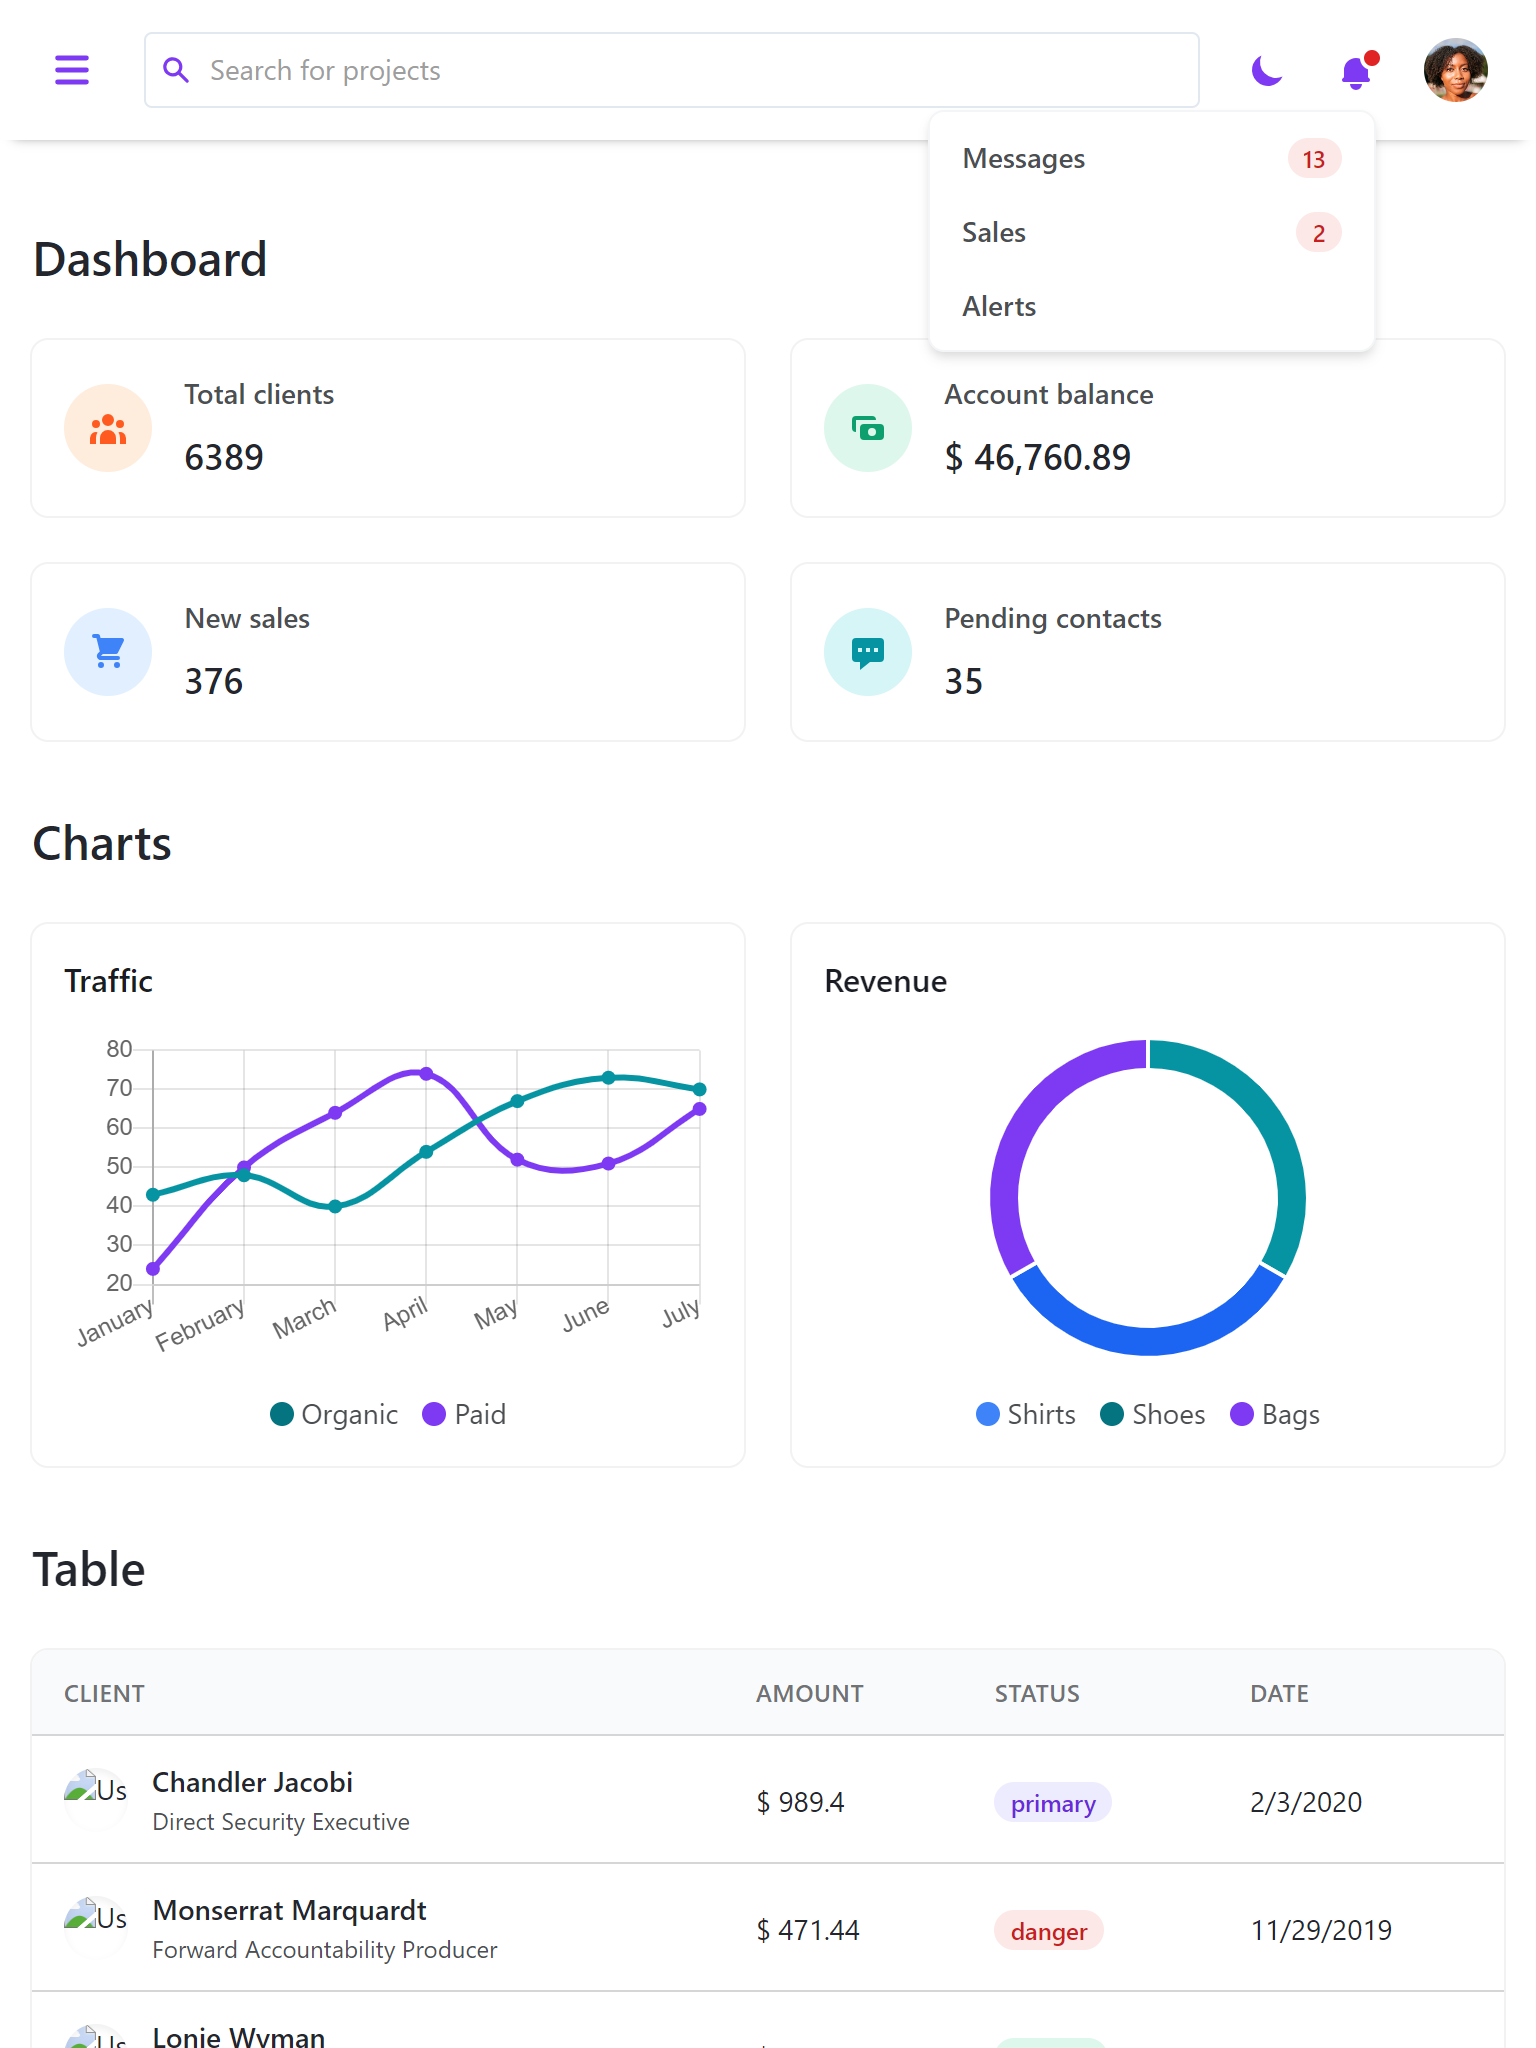 Search for projects
Messages 13
Sales 2
Alerts
Dashboard
Total clients
6389
Account balance
$ 46,760.89
New sales
376
Pending contacts
35
Charts
Traffic
80
70
60
50
40
30
20
January February March April May June July
Organic Paid
Revenue
Shirts Shoes Bags
Table
CLIENT AMOUNT STATUS DATE
Us Chandler Jacobi
Direct Security Executive
$ 989.4 primary 2/3/2020
Us Monserrat Marquardt
Forward Accountability Producer
$ 471.44 danger 11/29/2019
Us Lonie Wyman